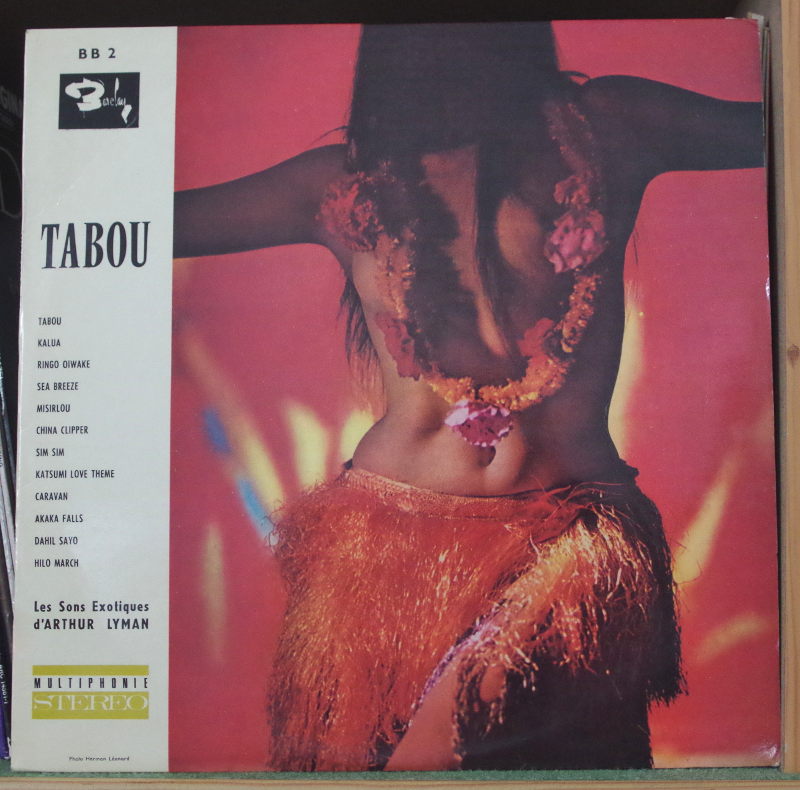 BB 2
Barclay
TABOU
TABOU
KALUA
RINGO OIWAKE
SEA BREEZE
MISIRLOU
CHINA CLIPPER
SIM SIM
KATSUMI LOVE THEME
CARAVAN
AKAKA FALLS
DAHIL SAYO
HILO MARCH
Les Sons Exotiques
d'ARTHUR LYMAN
MULTIPHONIE
STEREO
Photo Herman Léonard